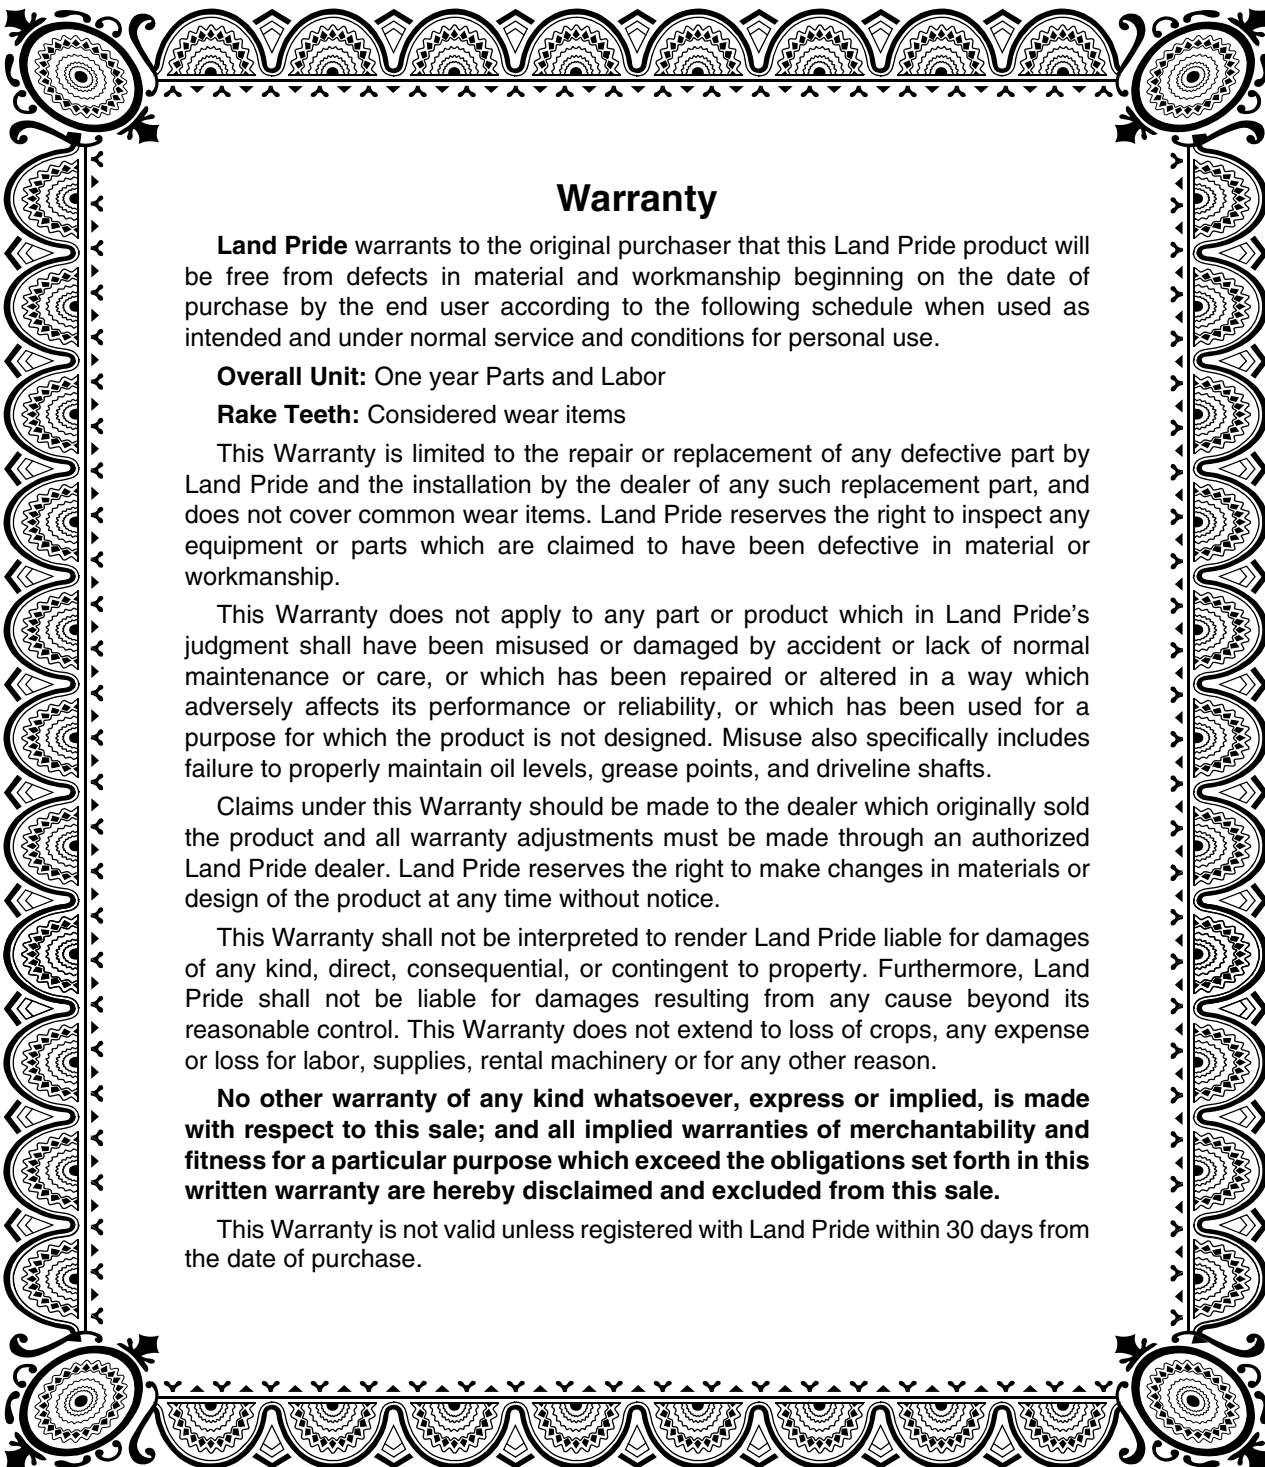 Warranty
Land Pride warrants to the original purchaser that this Land Pride product will
be free from defects in material and workmanship beginning on the date of
purchase by the end user according to the following schedule when used as
intended and under normal service and conditions for personal use.
Overall Unit: One year Parts and Labor
Rake Teeth: Considered wear items
This Warranty is limited to the repair or replacement of any defective part by
Land Pride and the installation by the dealer of any such replacement part, and
does not cover common wear items. Land Pride reserves the right to inspect any
equipment or parts which are claimed to have been defective in material or
workmanship.
This Warranty does not apply to any part or product which in Land Pride’s
judgment shall have been misused or damaged by accident or lack of normal
maintenance or care, or which has been repaired or altered in a way which
adversely affects its performance or reliability, or which has been used for a
purpose for which the product is not designed. Misuse also specifically includes
failure to properly maintain oil levels, grease points, and driveline shafts.
Claims under this Warranty should be made to the dealer which originally sold
the product and all warranty adjustments must be made through an authorized
Land Pride dealer. Land Pride reserves the right to make changes in materials or
design of the product at any time without notice.
This Warranty shall not be interpreted to render Land Pride liable for damages
of any kind, direct, consequential, or contingent to property. Furthermore, Land
Pride shall not be liable for damages resulting from any cause beyond its
reasonable control. This Warranty does not extend to loss of crops, any expense
or loss for labor, supplies, rental machinery or for any other reason.
No other warranty of any kind whatsoever, express or implied, is made
with respect to this sale; and all implied warranties of merchantability and
fitness for a particular purpose which exceed the obligations set forth in this
written warranty are hereby disclaimed and excluded from this sale.
This Warranty is not valid unless registered with Land Pride within 30 days from
the date of purchase.